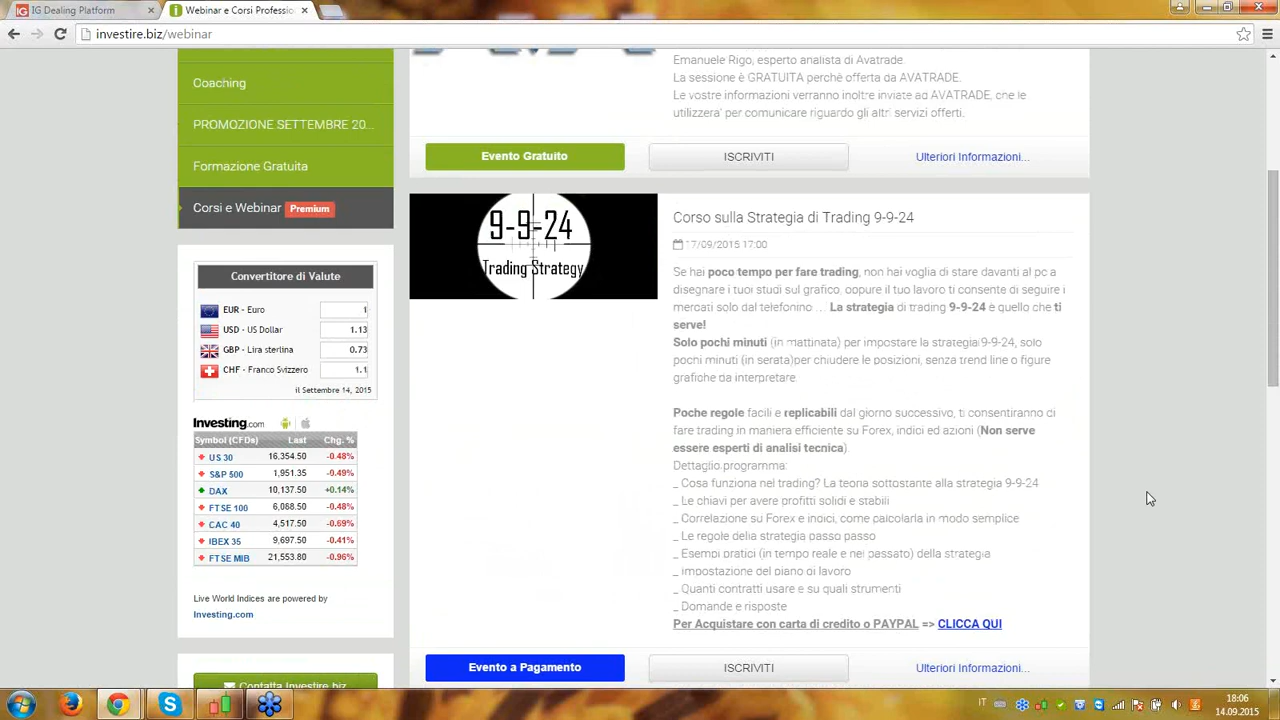 IG Dealing Platform
Webinar e Corsi Professio
investire.biz/webinar
Coaching
PROMOZIONE SETTEMBRE 20...
Formazione Gratuita
Corsi e Webinar Premium
Emanuele Rigo, esperto analista di Avatrade.
La sessione è GRATUITA perchè offerta da AVATRADE.
Le vostre informazioni verranno inoltre inviate ad AVATRADE, che le
utilizzera' per comunicare riguardo gli altri servizi offerti.
Evento Gratuito
ISCRIVITI
Ulteriori Informazioni...
9-9-24
Trading Strategy
Corso sulla Strategia di Trading 9-9-24
17/09/2015 17:00
Se hai poco tempo per fare trading, non hai voglia di stare davanti al pc a
disegnare i tuoi studi sul grafico, oppure il tuo lavoro ti consente di seguire i
mercati solo dal telefonino ... La strategia di trading 9-9-24 è quello che ti
serve!
Solo pochi minuti (in mattinata) per impostare la strategia 9-9-24, solo
pochi minuti (in serata)per chiudere le posizioni, senza trend line o figure
grafiche da interpretare.
Poche regole facili e replicabili dal giorno successivo, ti consentiranno di
fare trading in maniera efficiente su Forex, indici ed azioni (Non serve
essere esperti di analisi tecnica).
Dettaglio programma:
_ Cosa funziona nel trading? La teoria sottostante alla strategia 9-9-24
_ Le chiavi per avere profitti solidi e stabili
_ Correlazione su Forex e indici, come calcolarla in modo semplice
_ Le regole della strategia passo passo
_ Esempi pratici (in tempo reale e nel passato) della strategia
_ impostazione del piano di lavoro
_ Quanti contratti usare e su quali strumenti
_ Domande e risposte
Per Acquistare con carta di credito o PAYPAL => CLICCA QUI
Evento a Pagamento
ISCRIVITI
Ulteriori Informazioni...
Convertitore di Valute
EUR - Euro 1
USD - US Dollar 1.13
GBP - Lira sterlina 0.73
CHF - Franco Svizzero 1.1
il Settembre 14, 2015
Investing.com
Symbol (CFDs) Last Chg. %
US 30 16,354.50 -0.48%
S&P 500 1,951.35 -0.49%
DAX 10,137.50 +0.14%
FTSE 100 6,088.50 -0.48%
CAC 40 4,517.50 -0.69%
IBEX 35 9,697.50 -0.41%
FTSE MIB 21,553.80 -0.96%
Live World Indices are powered by
Investing.com
Contatta Investire.biz
IT
18:06
14.09.2015